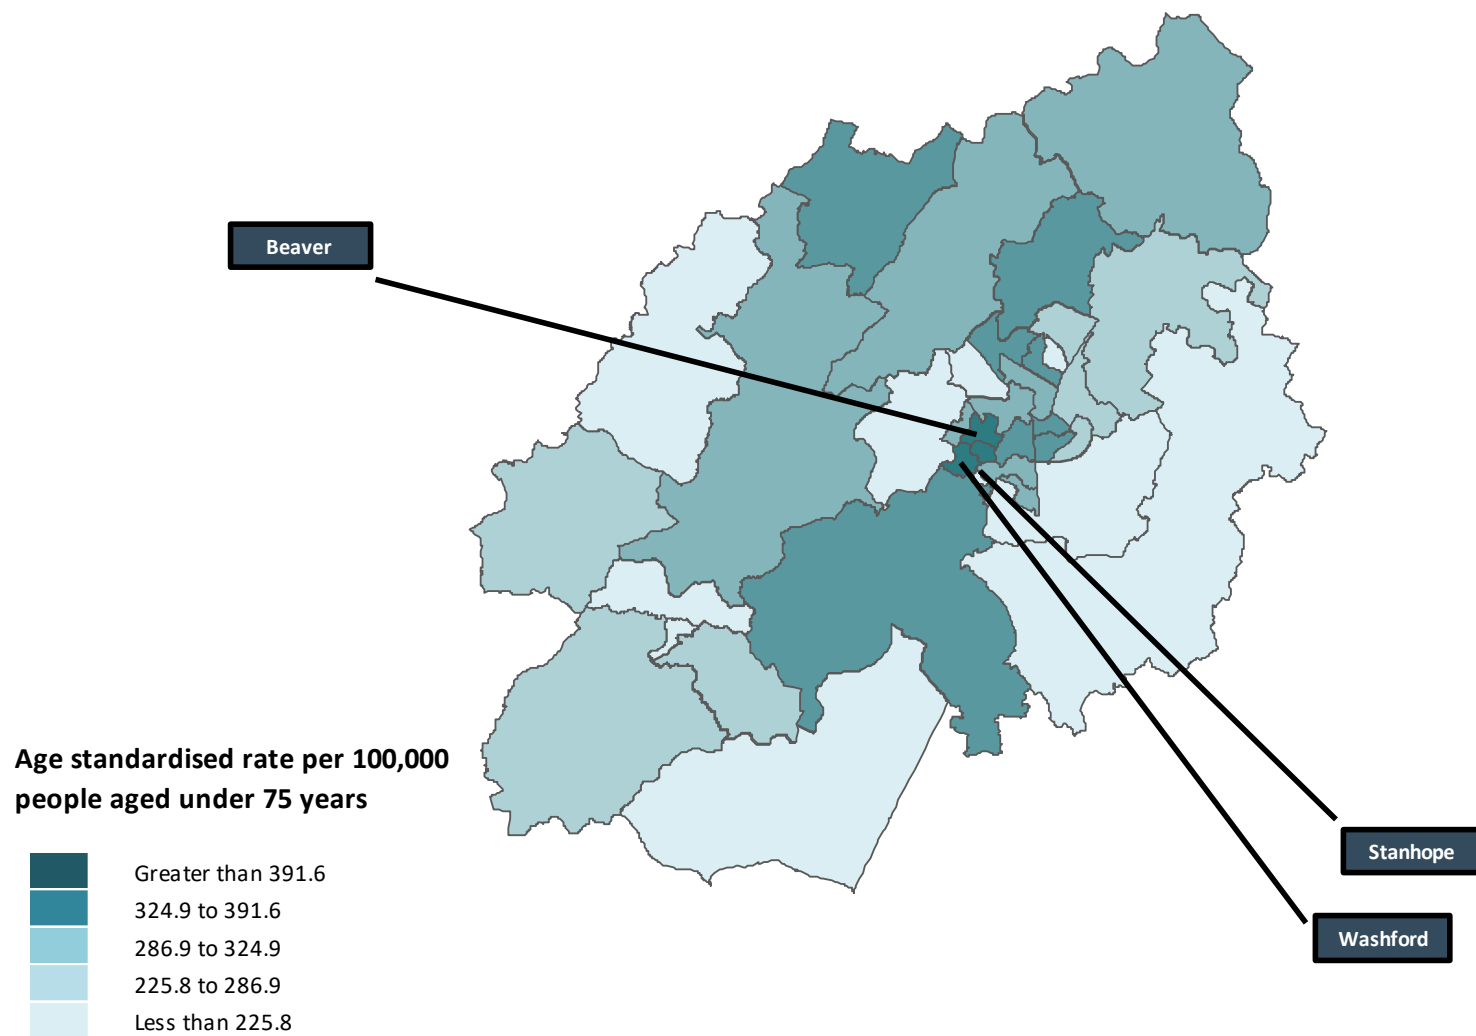 Beaver
Age standardised rate per 100,000
people aged under 75 years
Greater than 391.6
324.9 to 391.6
286.9 to 324.9
225.8 to 286.9
Less than 225.8
Stanhope
Washford